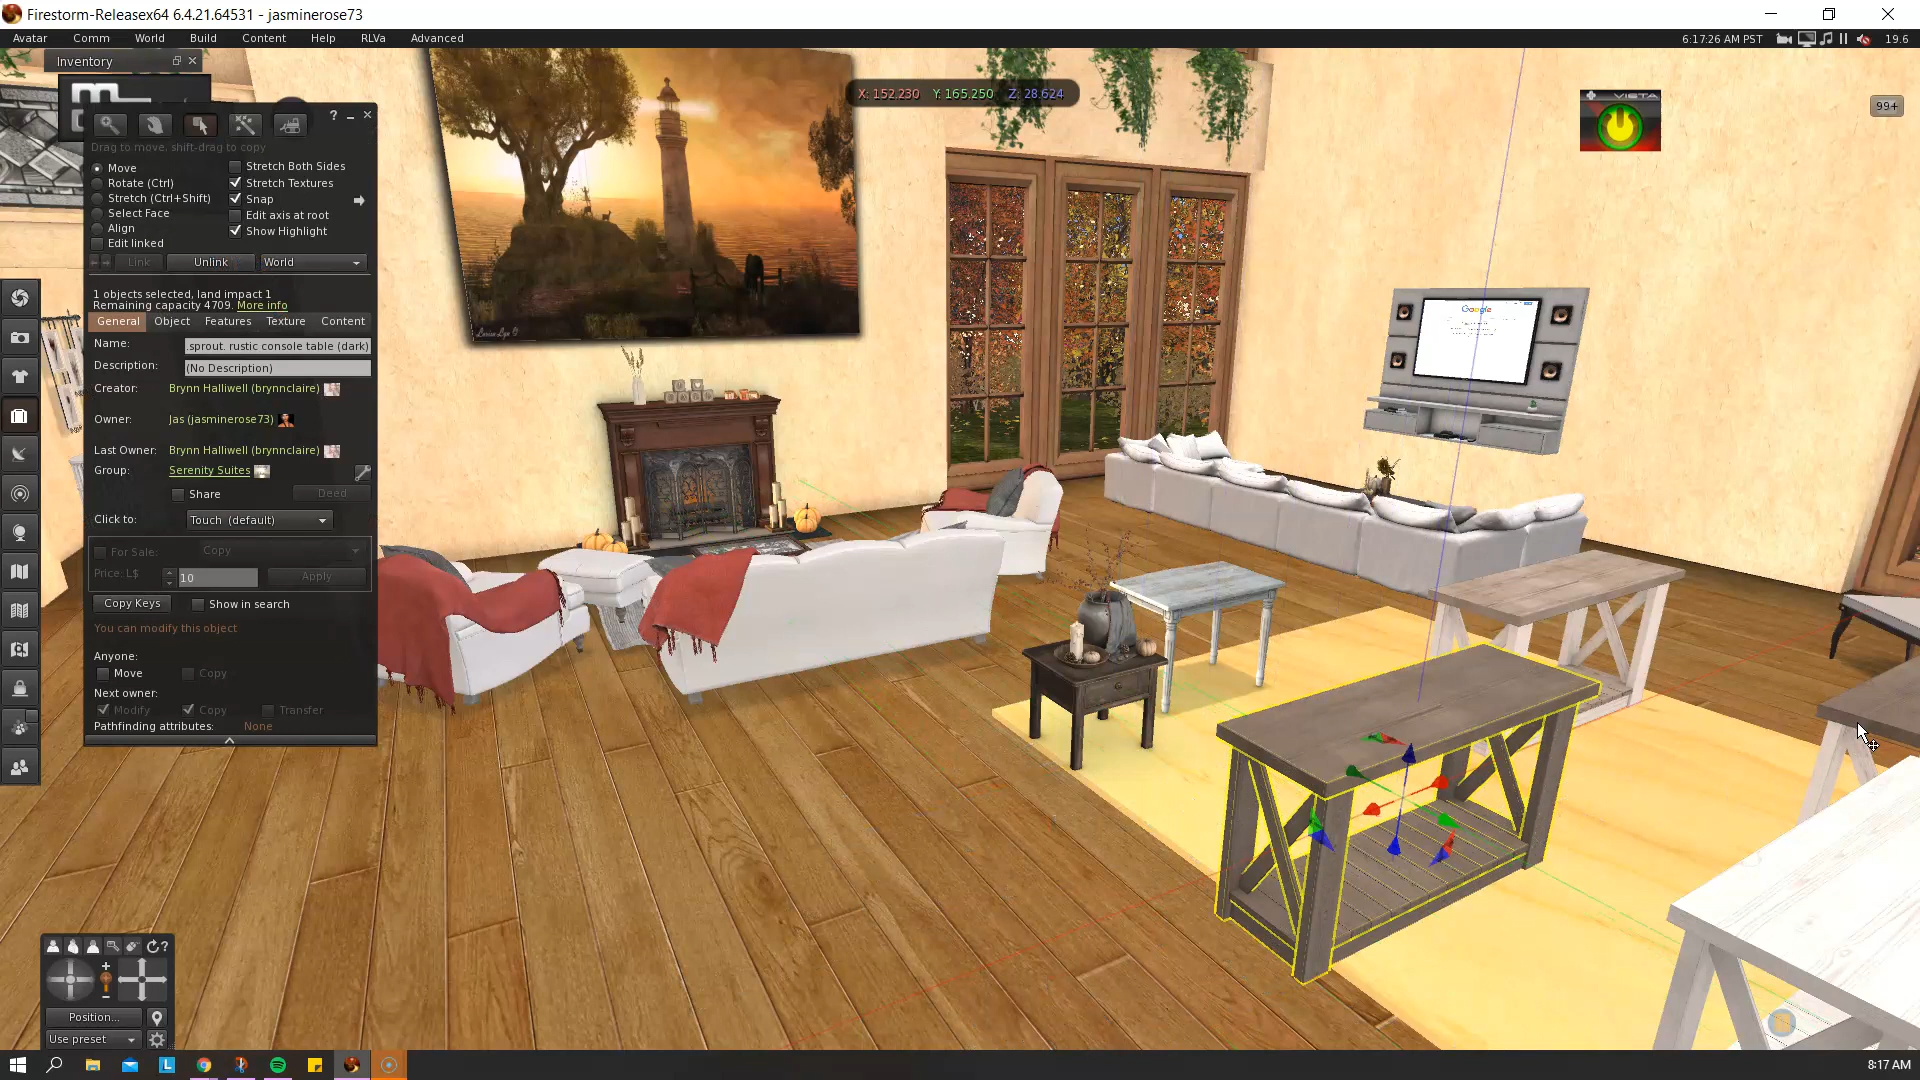 Firestorm-Releasex64 6.4.21.64531 - jasminerose73
Avatar Comm World Build Content Help RLVa Advanced
6:17:26 AM PST 19.6
Inventory
X: 152.230 Y: 165.250 Z: 28.624
VISTA
99+
Drag to move, shift-drag to copy
Move
Rotate (Ctrl)
Stretch (Ctrl+Shift)
Select Face
Align
Edit linked
Stretch Both Sides
Stretch Textures
Snap
Edit axis at root
Show Highlight
Link Unlink World
1 objects selected, land impact 1
Remaining capacity 4709. More info
General Object Features Texture Content
Name: .sprout. rustic console table (dark)
Description: (No Description)
Creator: Brynn Halliwell (brynnclaire)
Owner: Jas (jasminerose73)
Last Owner: Brynn Halliwell (brynnclaire)
Group: Serenity Suites
Share Deed
Click to: Touch (default)
For Sale: Copy
Price: L$ 10 Apply
Copy Keys Show in search
You can modify this object
Anyone:
Move Copy
Next owner:
Modify Copy Transfer
Pathfinding attributes: None
Google
Position...
Use preset
8:17 AM